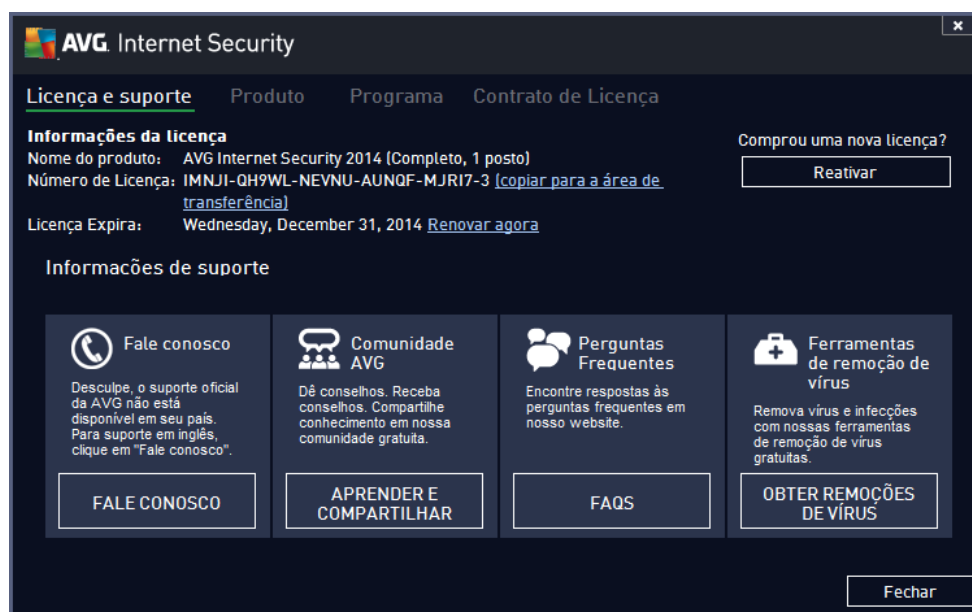 AVG. Internet Security
x
Licença e suporte Produto Programa Contrato de Licença
Informações da licença
Nome do produto: AVG Internet Security 2014 (Completo, 1 posto)
Número de Licença: IMNJI-QH9WL-NEVNU-AUNQF-MJRI7-3 (copiar para a área de
transferência)
Licença Expira: Wednesday, December 31, 2014 Renovar agora
Comprou uma nova licença?
Reativar
Informacões de suporte
Fale conosco
Desculpe, o suporte oficial
da AVG não está
disponível em seu país.
Para suporte em inglês,
clique em "Fale conosco".
FALE CONOSCO
Comunidade
AVG
Dê conselhos. Receba
conselhos. Compartilhe
conhecimento em nossa
comunidade gratuita.
APRENDER E
COMPARTILHAR
Perguntas
Frequentes
Encontre respostas às
perguntas frequentes em
nosso website.
FAQS
Ferramentas
de remoção de
vírus
Remova vírus e infecções
com nossas ferramentas
de remoção de vírus
gratuitas.
OBTER REMOÇÕES
DE VÍRUS
Fechar